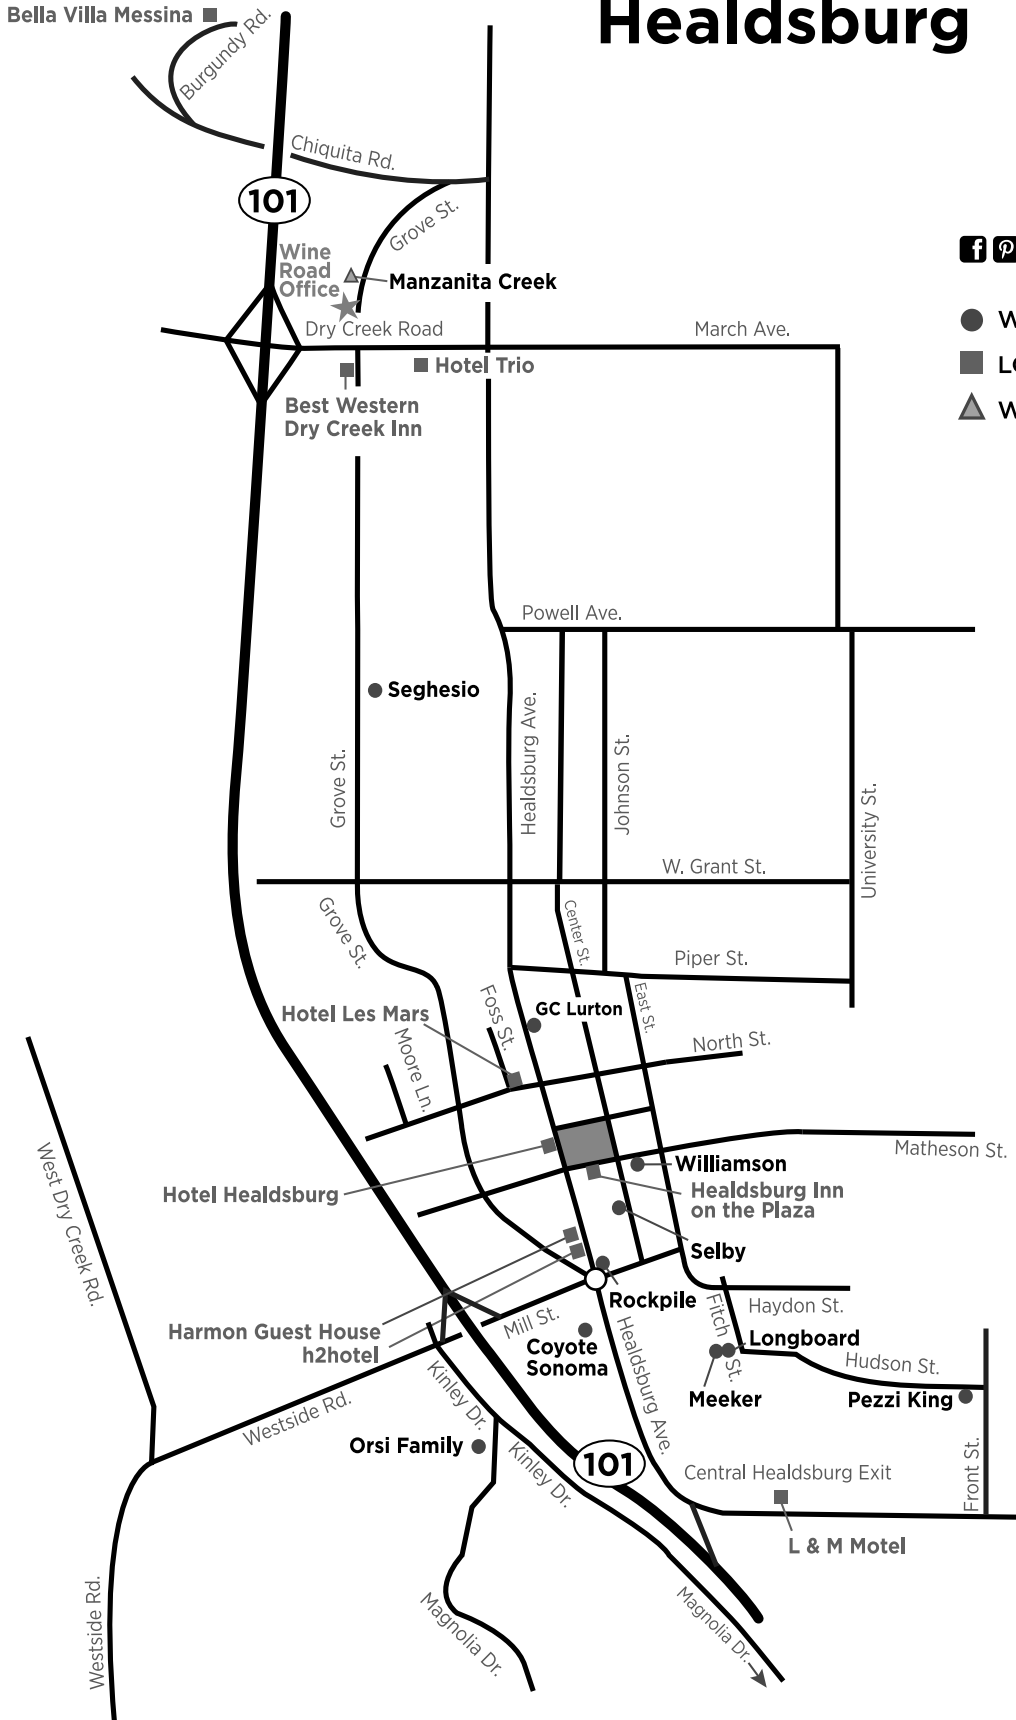 Healdsburg
Bella Villa Messina
Burgundy Rd.
Chiquita Rd.
101
Grove St.
Wine
Road
Office
Manzanita Creek
Dry Creek Road
March Ave.
Hotel Trio
Best Western
Dry Creek Inn
W
Lo
W
Powell Ave.
Seghesio
Healdsburg Ave.
Johnson St.
Grove St.
University St.
W. Grant St.
Grove St.
Center St.
Piper St.
Foss St.
GC Lurton
East St.
Hotel Les Mars
Moore Ln.
North St.
West Dry Creek Rd.
Matheson St.
Williamson
Hotel Healdsburg
Healdsburg Inn
on the Plaza
Selby
Rockpile
Fitch St.
Haydon St.
Harmon Guest House
h2hotel
Mill St.
Coyote
Sonoma
Healdsburg Ave.
Longboard
Hudson St.
Meeker
Pezzi King
Kinley Dr.
Westside Rd.
Orsi Family
Kinley Dr.
101
Central Healdsburg Exit
Front St.
L & M Motel
Westside Rd.
Magnolia Dr.
Magnolia Dr.